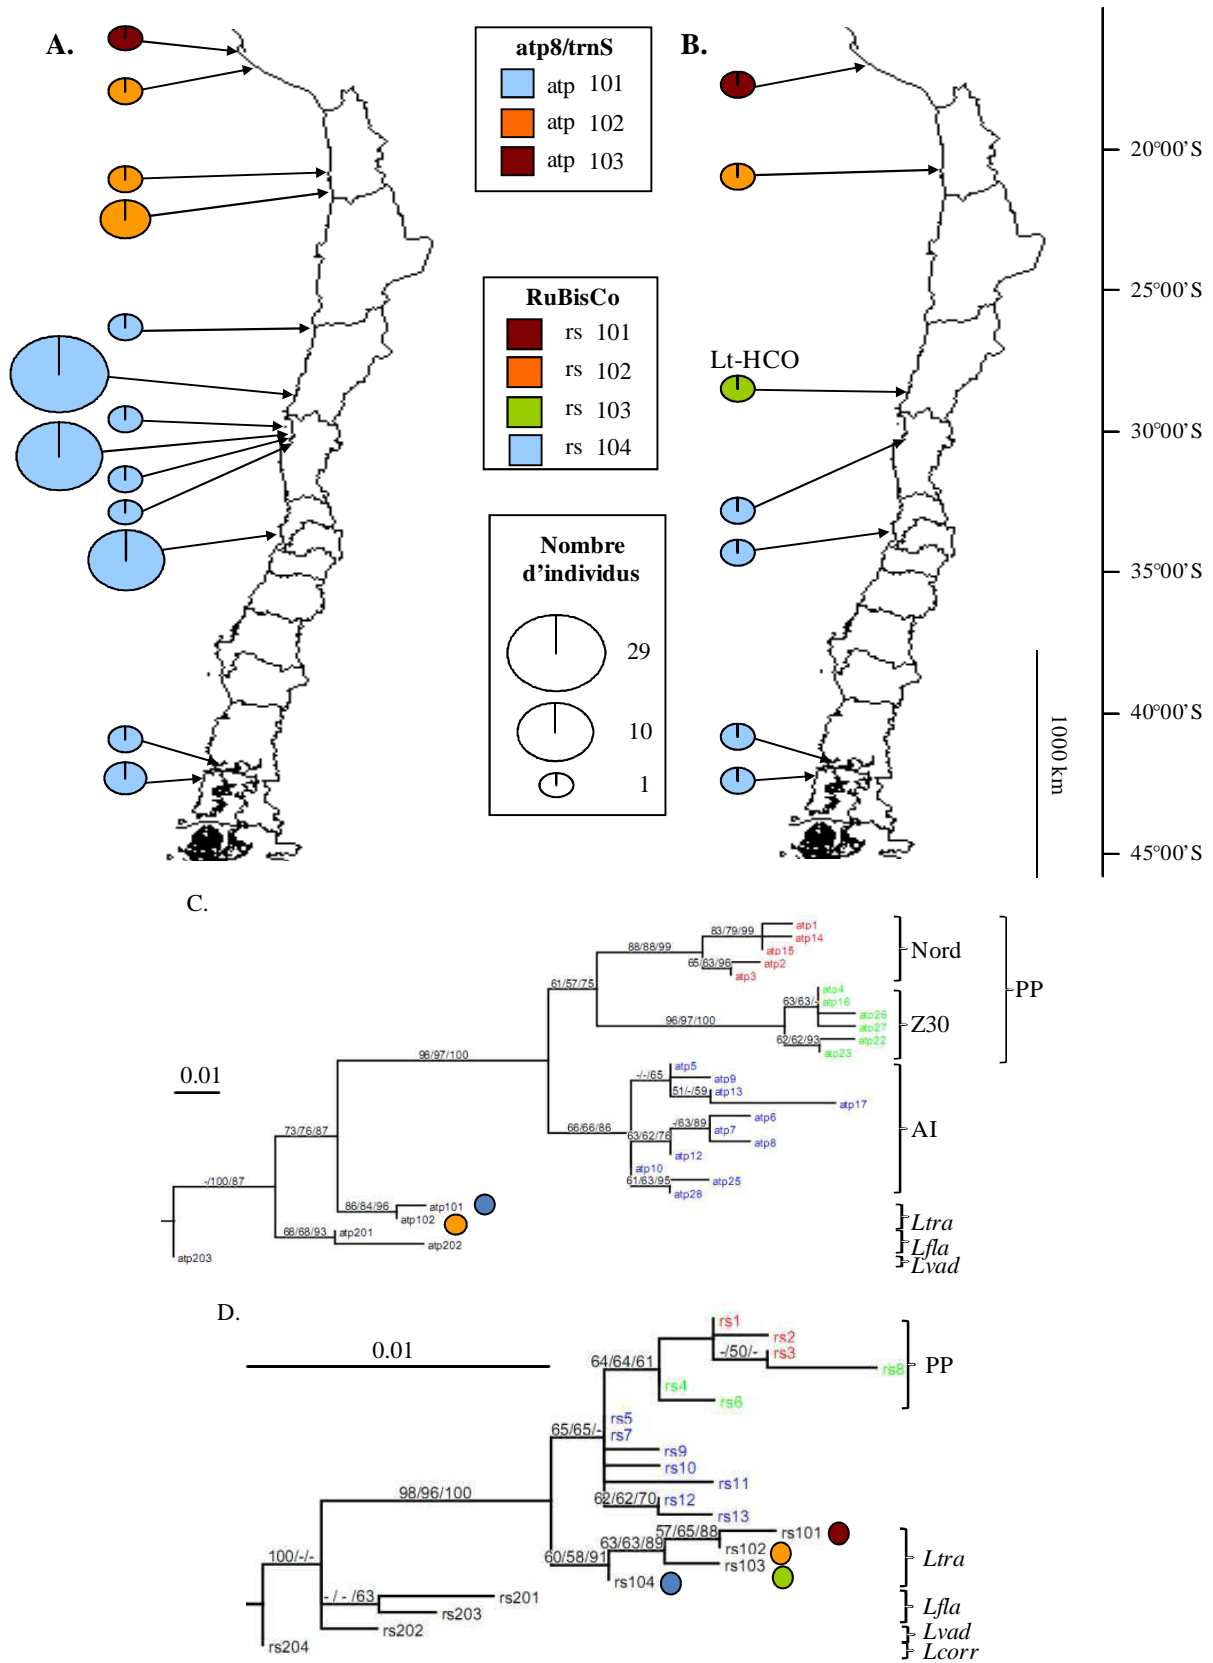 A.
B.
atp8/trnS
atp 101
atp 102
atp 103
RuBisCo
rs 101
rs 102
rs 103
rs 104
Nombre
d'individus
29
10
1
Lt-HCO
20°00'S
25°00'S
30°00'S
35°00'S
40°00'S
45°00'S
1000 km
C.
0.01
83/79/99
88/88/99
65/63/96
61/57/75
63/63/-
96/97/100
62/62/93
98/97/100
-/-/65
51/-/59
66/66/86
-/63/89
63/62/76
61/63/95
73/76/87
-/100/87
86/84/96
68/68/93
atp1
atp14
atp15
atp2
atp3
atp4
atp16
atp26
atp27
atp22
atp23
atp5
atp9
atp13
atp17
atp6
atp7
atp8
atp12
atp10
atp25
atp28
atp101
atp102
atp201
atp202
atp203
Nord
PP
Z30
AI
Ltra
Lfla
Lvad
D.
0.01
64/64/61
-/50/-
65/65/-
98/96/100
62/62/70
57/65/88
63/63/89
60/58/91
100/-/-
- / - /63
rs1
rs2
rs3
rs8
rs4
rs6
rs5
rs7
rs9
rs10
rs11
rs12
rs13
rs101
rs102
rs103
rs104
rs201
rs203
rs202
rs204
PP
Ltra
Lfla
Lvad
Lcorr